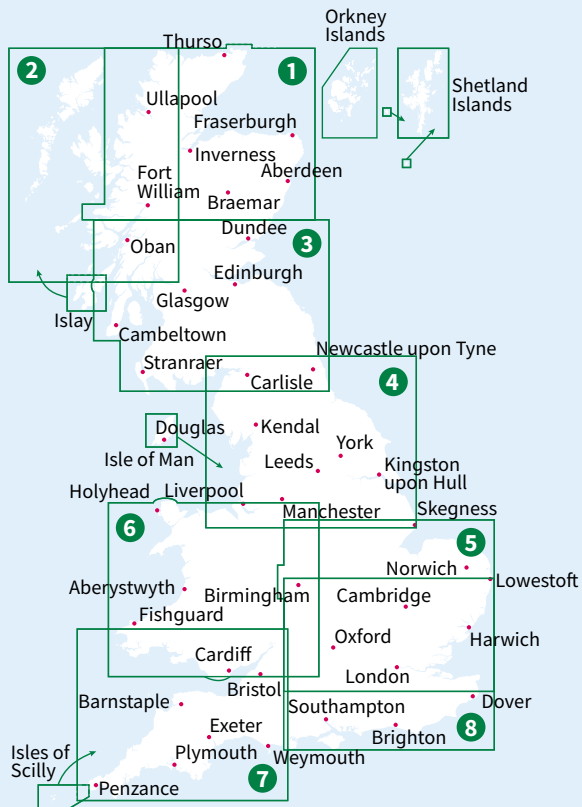 Orkney
Islands
Thurso
2
1
Shetland
Islands
Ullapool
Fraserburgh
Inverness
Fort
William
Aberdeen
Braemar
Dundee
3
Oban
Edinburgh
Glasgow
Islay
Cambeltown
Newcastle upon Tyne
Stranraer
Carlisle
4
Douglas
Kendal
York
Isle of Man
Leeds
Kingston
upon Hull
Holyhead
Liverpool
Manchester
Skegness
6
5
Norwich
Lowestoft
Aberystwyth
Birmingham
Cambridge
Fishguard
Oxford
Harwich
Cardiff
London
Bristol
Barnstaple
Southampton
Dover
Exeter
Brighton
8
Isles of
Scilly
Plymouth
Weymouth
7
Penzance